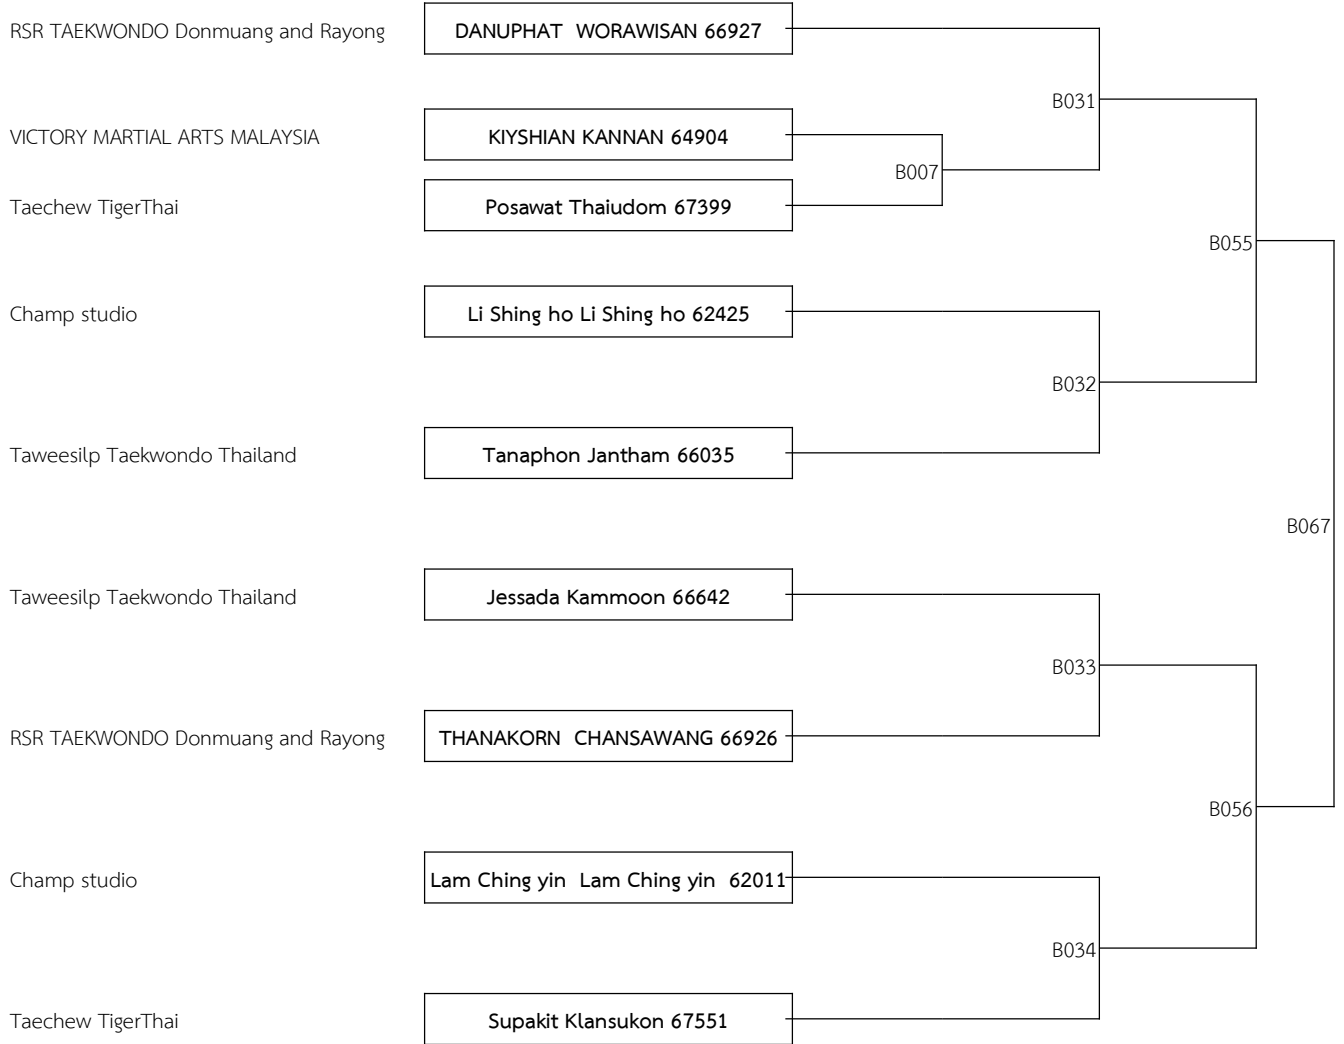 RSR TAEKWONDO Donmuang and Rayong DANUPHAT  WORAWISAN 66927
B031
VICTORY MARTIAL ARTS MALAYSIA KIYSHIAN KANNAN 64904
B007
Taechew TigerThai Posawat Thaiudom 67399
B055
Champ studio Li Shing ho Li Shing ho 62425
B032
Taweesilp Taekwondo Thailand Tanaphon Jantham 66035
B067
Taweesilp Taekwondo Thailand Jessada Kammoon 66642
B033
RSR TAEKWONDO Donmuang and Rayong THANAKORN  CHANSAWANG 66926
B056
Champ studio Lam Ching yin  Lam Ching yin  62011
B034
Taechew TigerThai Supakit Klansukon 67551